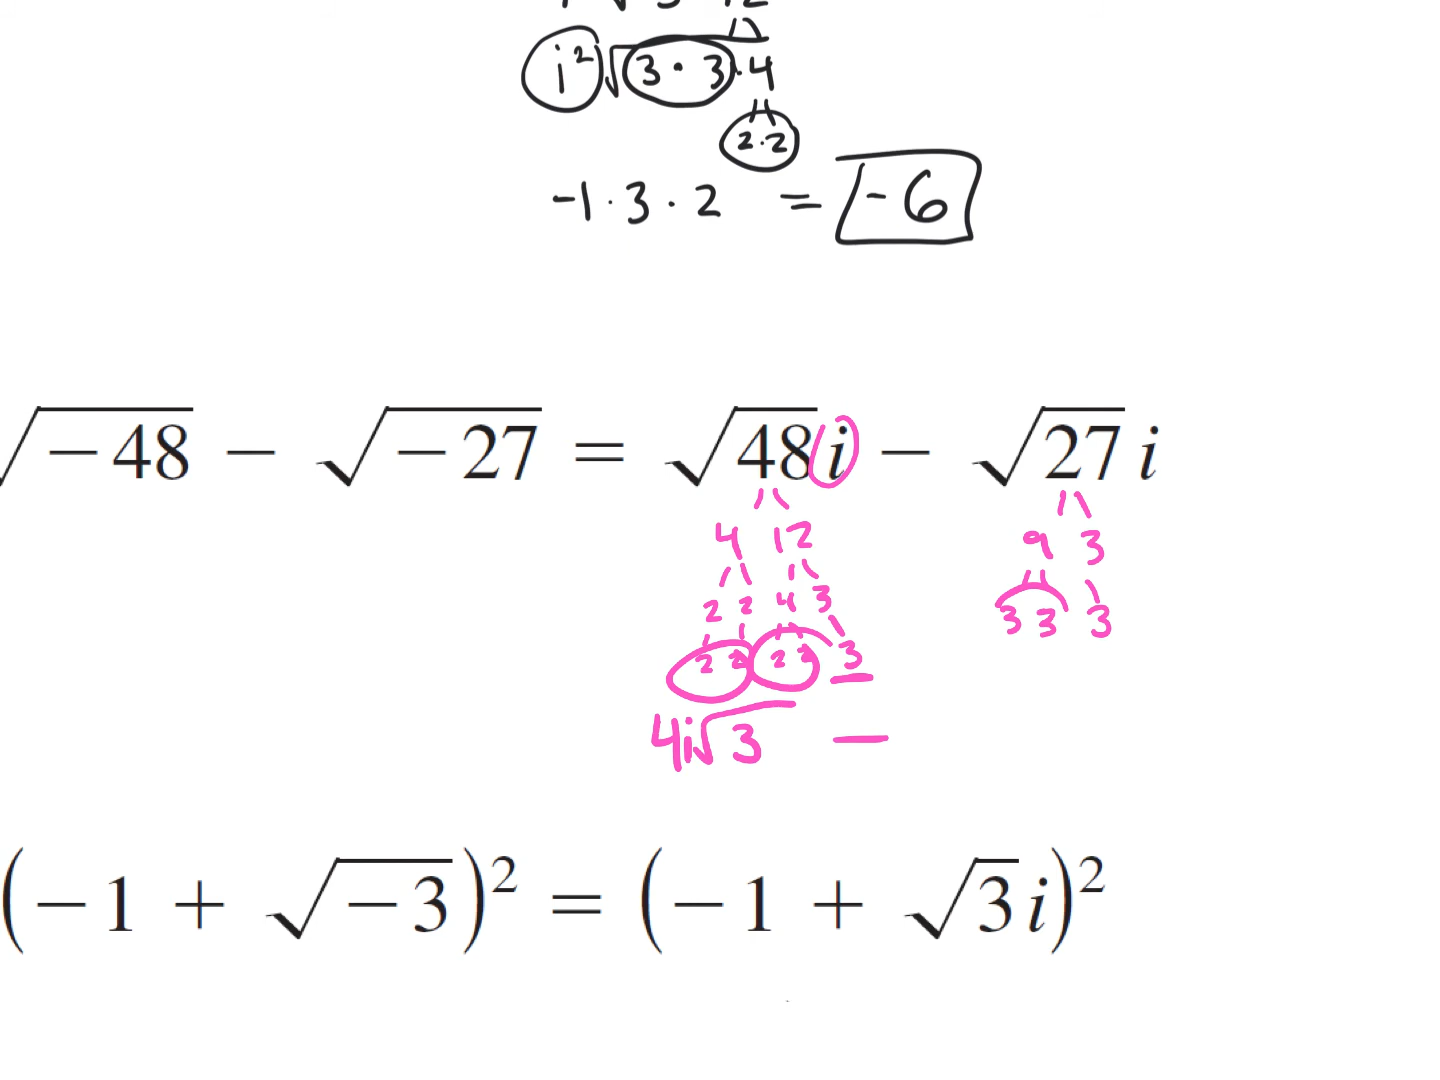 i²√3 · 3 · 4
2 · 2
-1 · 3 · 2 = -6
√-48 - √-27 = √48 i - √27 i
4 12 9 3
2 2 4 3 3 3 3
2 2 2 2 3
4i√3 -
(-1 + √-3)² = (-1 + √3 i)²